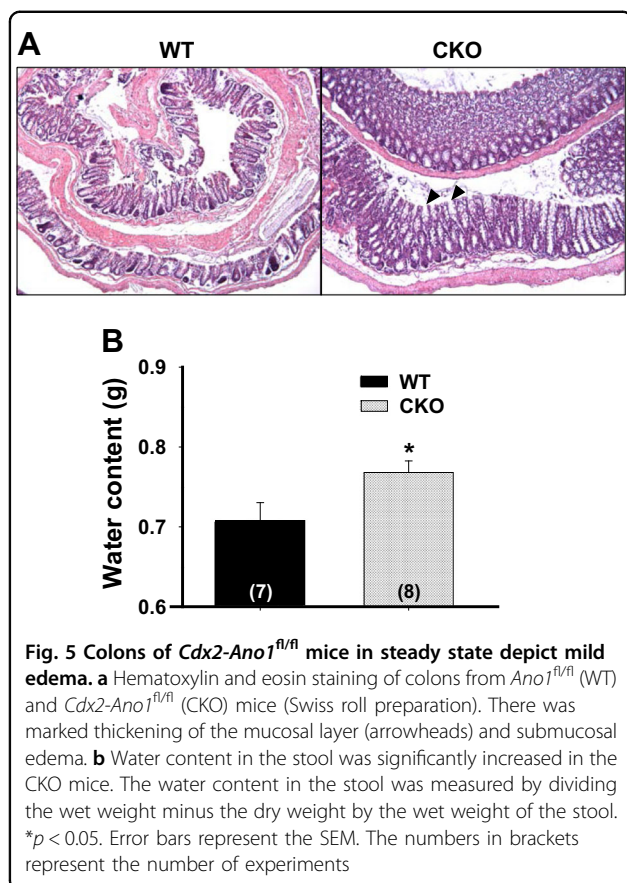 A
WT CKO
B
0.9
0.8
0.7
0.6
Water content (g)
WT
CKO
*
(7) (8)
Fig. 5 Colons of Cdx2-Ano1fl/fl mice in steady state depict mild
edema. a Hematoxylin and eosin staining of colons from Ano1fl/fl (WT)
and Cdx2-Ano1fl/fl (CKO) mice (Swiss roll preparation). There was
marked thickening of the mucosal layer (arrowheads) and submucosal
edema. b Water content in the stool was significantly increased in the
CKO mice. The water content in the stool was measured by dividing
the wet weight minus the dry weight by the wet weight of the stool.
*p < 0.05. Error bars represent the SEM. The numbers in brackets
represent the number of experiments